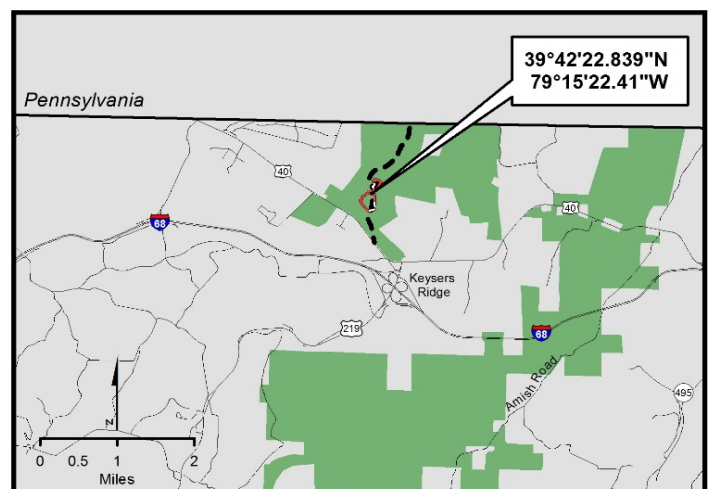 39°42'22.839"N
79°15'22.41"W
Pennsylvania
40
68
40
Keysers
Ridge
219
68
Amish Road
495
N
0 0.5 1 2
Miles